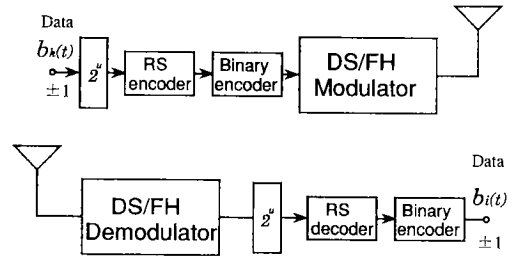 Data
b_k(t)
±1
2^u
RS
encoder
Binary
encoder
DS/FH
Modulator
DS/FH
Demodulator
2^u
RS
decoder
Binary
encoder
Data
b_i(t)
±1